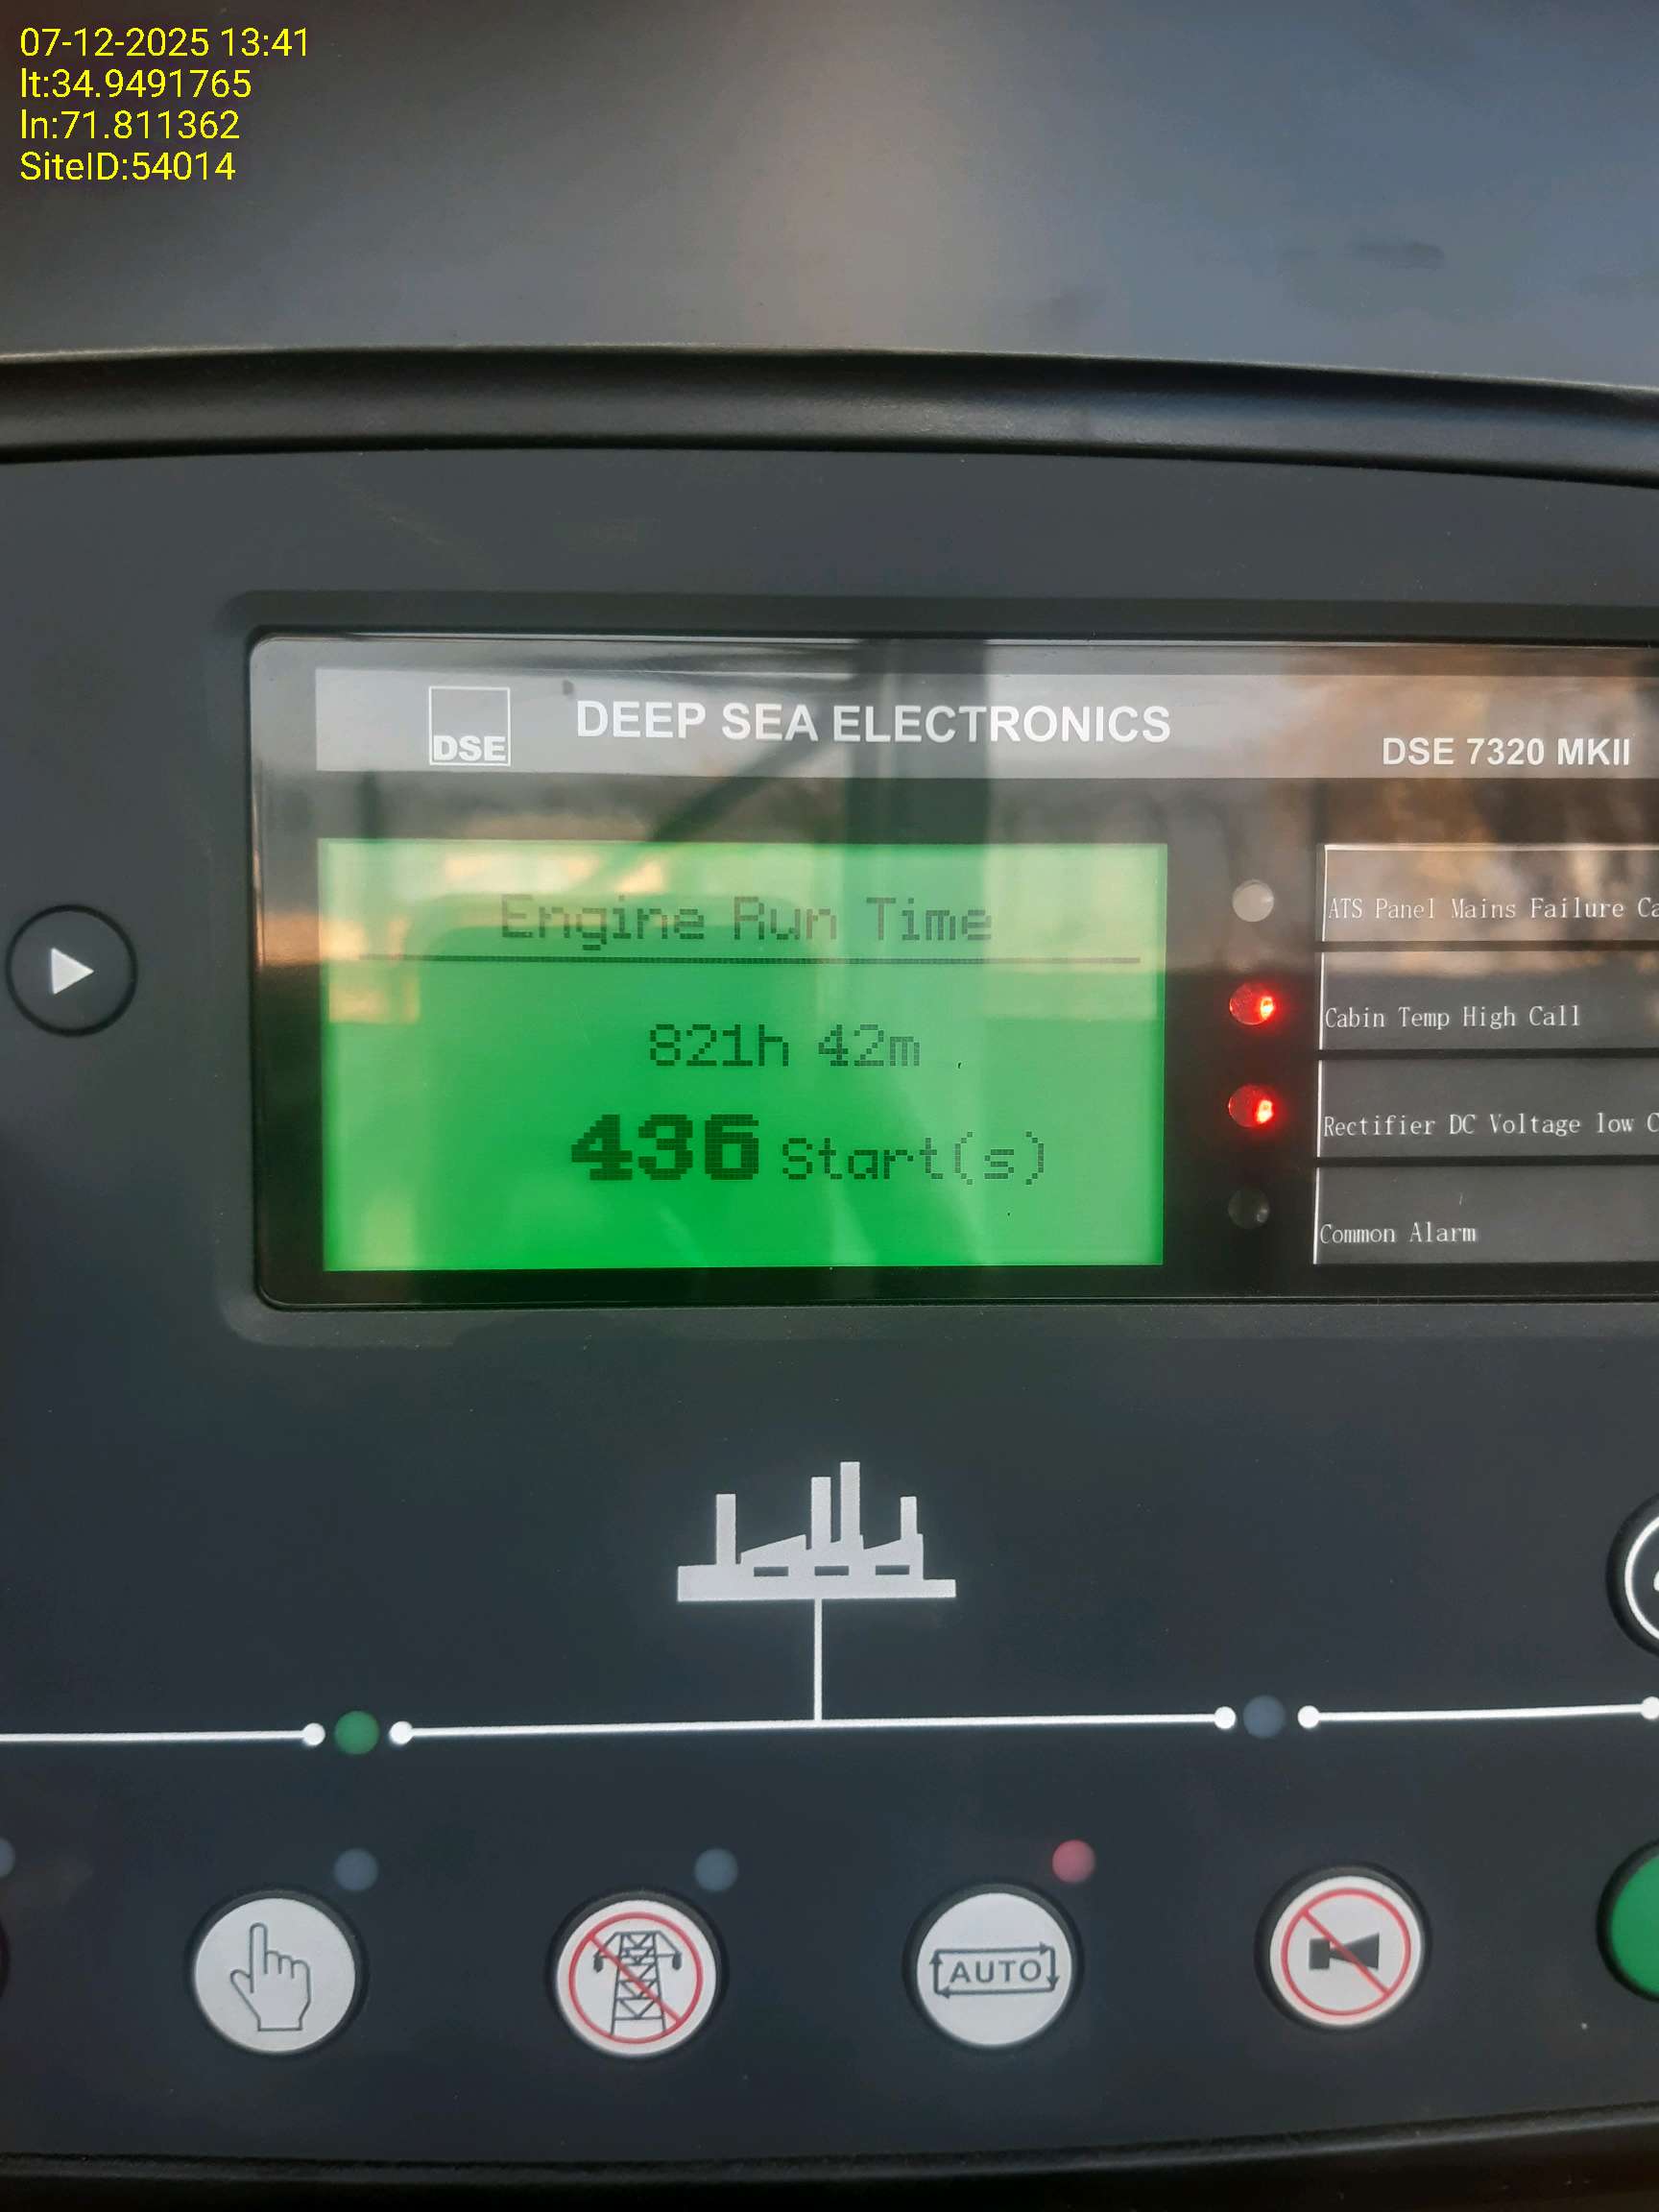 07-12-2025 13:41
lt:34.9491765
ln:71.811362
SiteID:54014
DSE
DEEP SEA ELECTRONICS
DSE 7320 MKII
Engine Run Time
821h 42m
436 Start(s)
ATS Panel Mains Failure
Cabin Temp High Call
Rectifier DC Voltage low
Common Alarm
AUTO